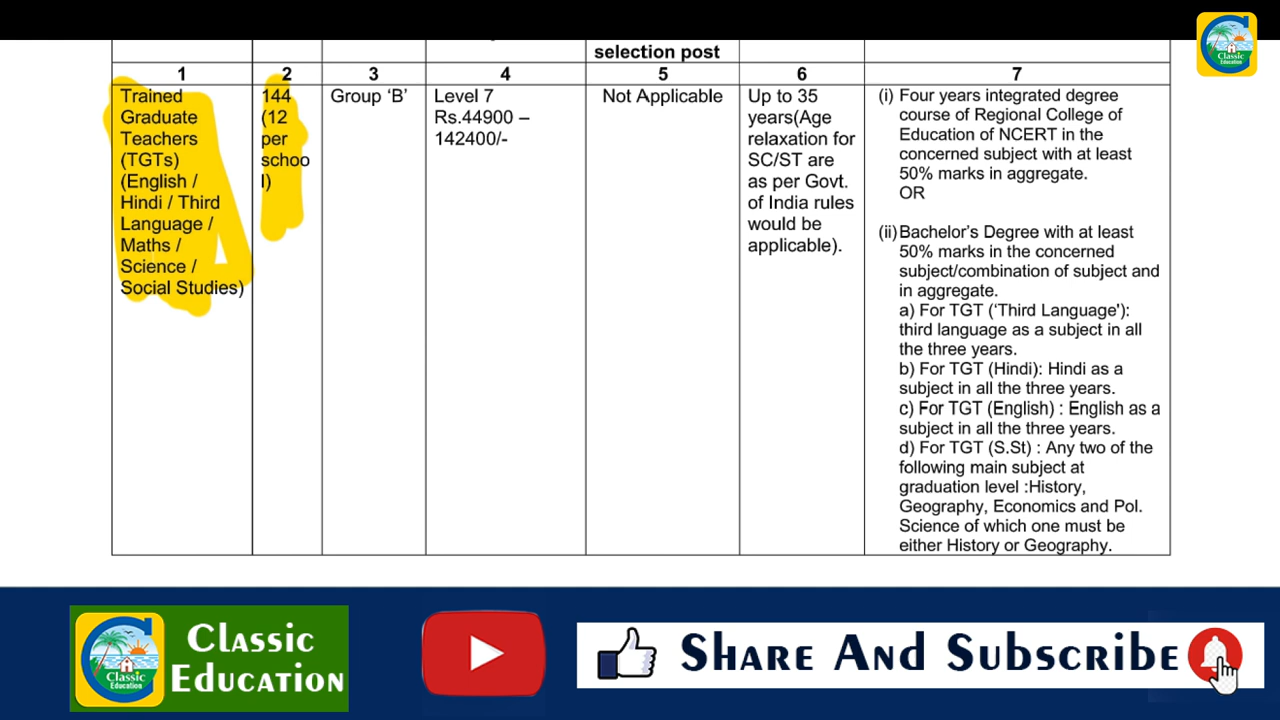 Classic
Education
selection post
1
2
3
4
5
6
7
Trained
Graduate
Teachers
(TGTs)
(English /
Hindi / Third
Language /
Maths /
Science /
Social Studies)
144
(12
per
schoo
l)
Group ‘B’
Level 7
Rs.44900 –
142400/-
Not Applicable
Up to 35
years(Age
relaxation for
SC/ST are
as per Govt.
of India rules
would be
applicable).
(i) Four years integrated degree
course of Regional College of
Education of NCERT in the
concerned subject with at least
50% marks in aggregate.
OR
(ii) Bachelor’s Degree with at least
50% marks in the concerned
subject/combination of subject and
in aggregate.
a) For TGT (‘Third Language'):
third language as a subject in all
the three years.
b) For TGT (Hindi): Hindi as a
subject in all the three years.
c) For TGT (English) : English as a
subject in all the three years.
d) For TGT (S.St) : Any two of the
following main subject at
graduation level :History,
Geography, Economics and Pol.
Science of which one must be
either History or Geography.
Classic
Education
Classic
Education
Share And Subscribe